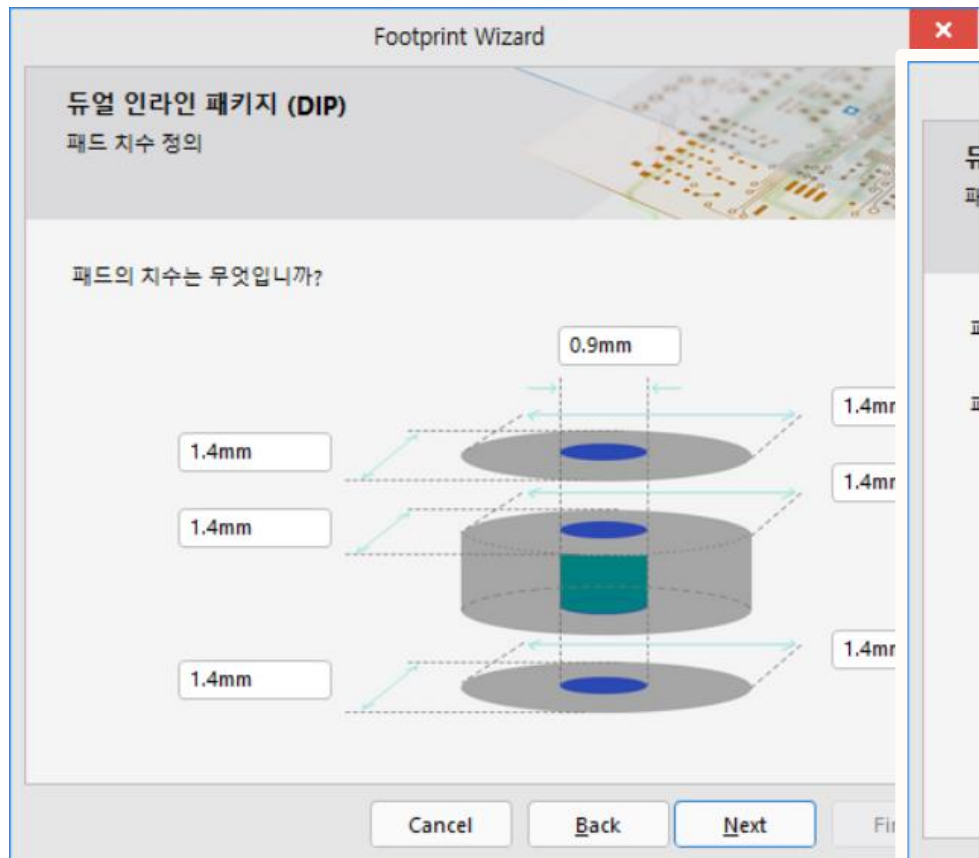 Footprint Wizard
듀얼 인라인 패키지 (DIP)
패드 치수 정의
패드의 치수는 무엇입니까?
0.9mm
1.4mm
1.4mm
1.4mm
1.4mm
1.4mm
1.4mm
Cancel
Back
Next